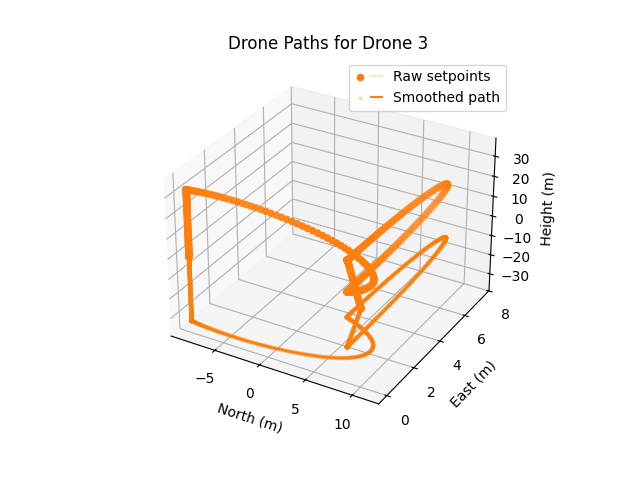 Drone Paths for Drone 3
Raw setpoints
Smoothed path
30
20
10
0
−10
−20
−30
Height (m)
8
6
4
2
0
East (m)
−5
0
5
10
North (m)